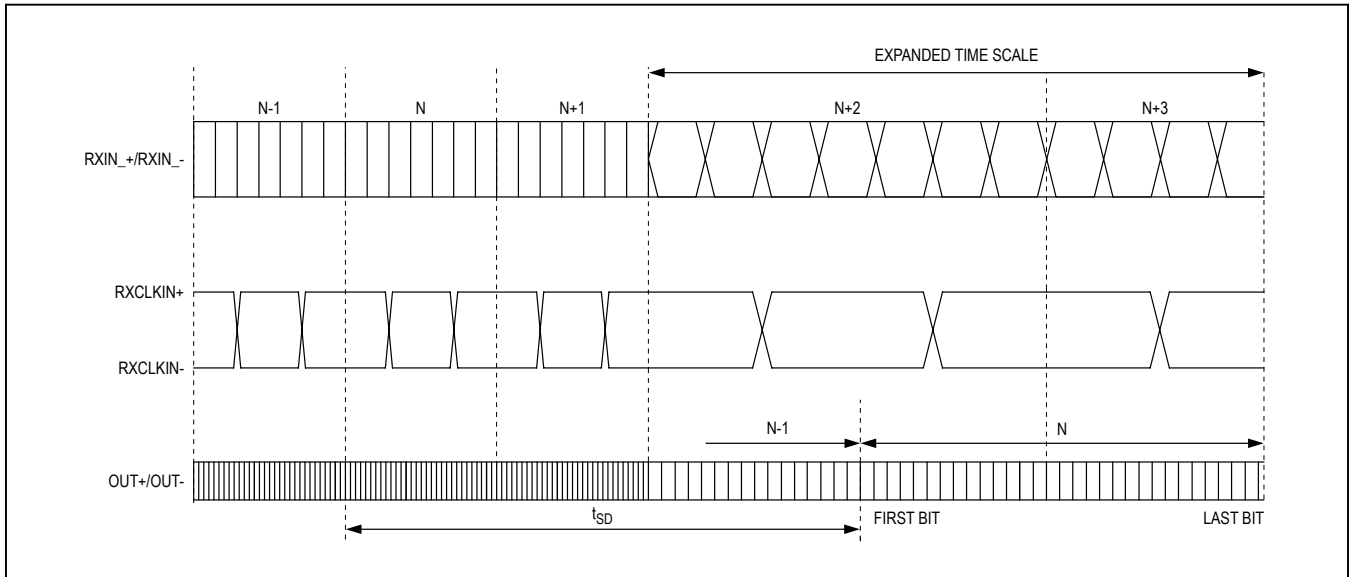 EXPANDED TIME SCALE
N-1 N N+1 N+2 N+3
RXIN_+/RXIN_-
RXCLKIN+
RXCLKIN-
N-1 N
OUT+/OUT-
tSD FIRST BIT LAST BIT